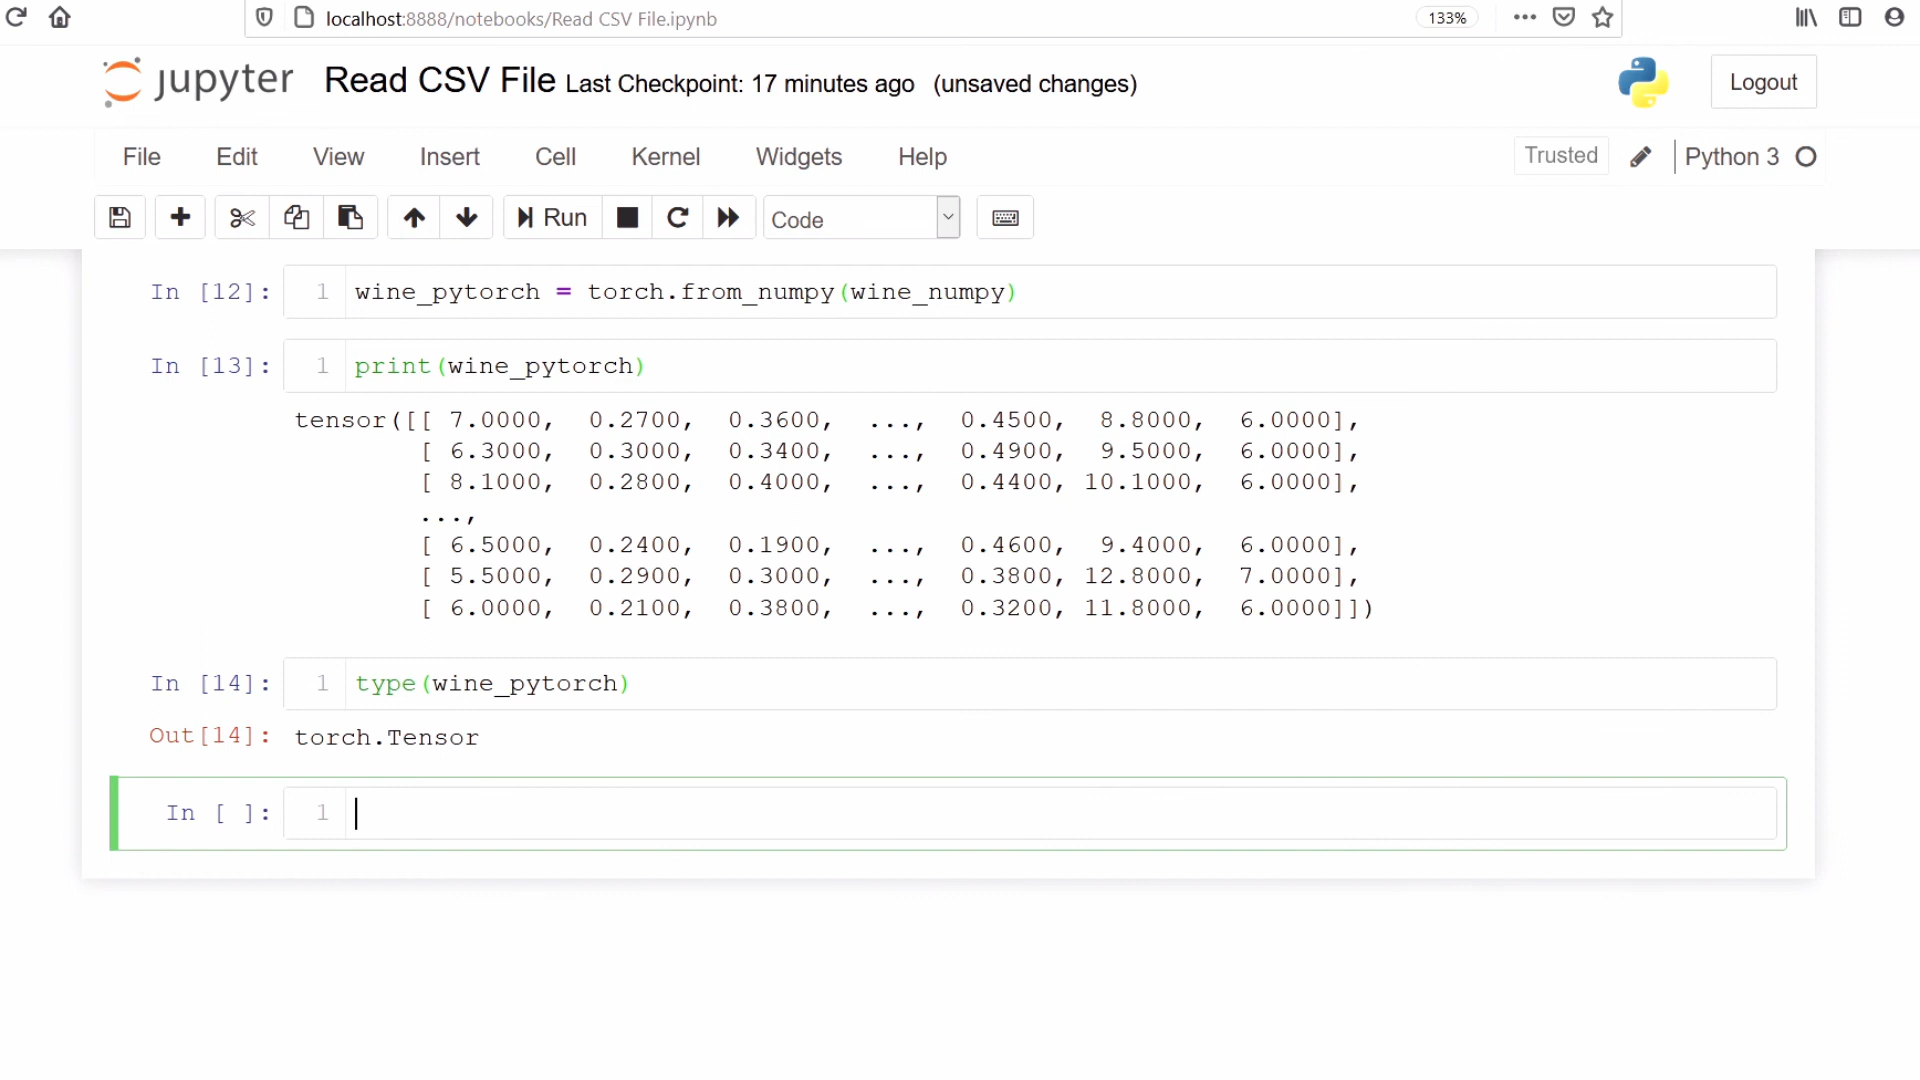 localhost:8888/notebooks/Read CSV File.ipynb 133%
jupyter Read CSV File Last Checkpoint: 17 minutes ago (unsaved changes) Logout
File Edit View Insert Cell Kernel Widgets Help Trusted Python 3
Run Code
In [12]: 1 wine_pytorch = torch.from_numpy(wine_numpy)
In [13]: 1 print(wine_pytorch)
tensor([[ 7.0000, 0.2700, 0.3600, ..., 0.4500, 8.8000, 6.0000],
[ 6.3000, 0.3000, 0.3400, ..., 0.4900, 9.5000, 6.0000],
[ 8.1000, 0.2800, 0.4000, ..., 0.4400, 10.1000, 6.0000],
...,
[ 6.5000, 0.2400, 0.1900, ..., 0.4600, 9.4000, 6.0000],
[ 5.5000, 0.2900, 0.3000, ..., 0.3800, 12.8000, 7.0000],
[ 6.0000, 0.2100, 0.3800, ..., 0.3200, 11.8000, 6.0000]])
In [14]: 1 type(wine_pytorch)
Out[14]: torch.Tensor
In [ ]: 1